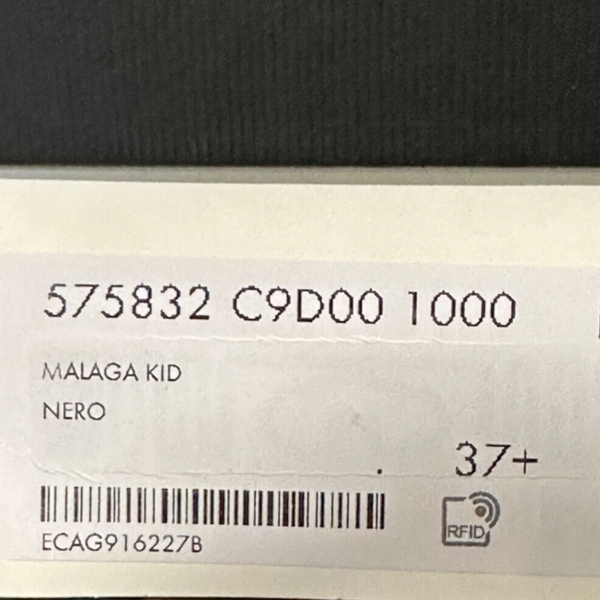 575832 C9D00 1000
MALAGA KID
NERO
37+
ECAG916227B
RFID